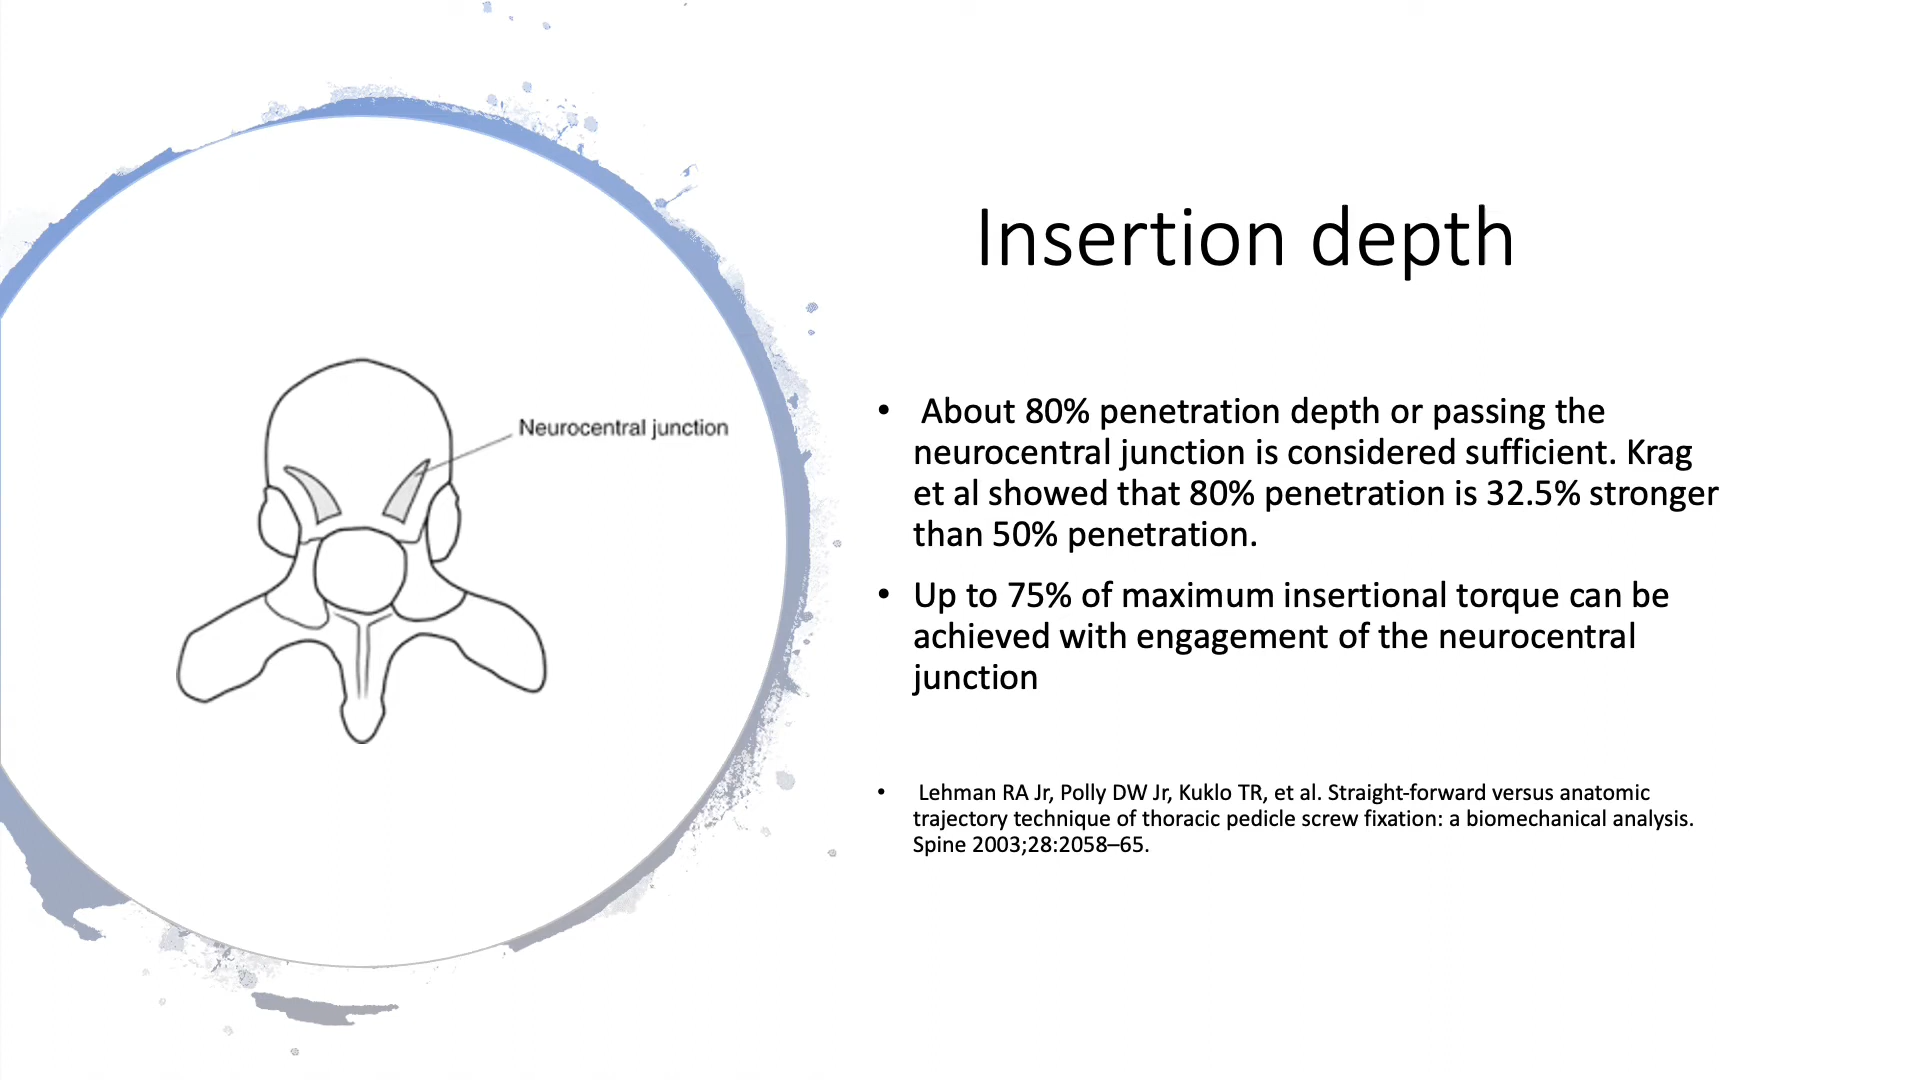 Insertion depth
Neurocentral junction
• About 80% penetration depth or passing the
neurocentral junction is considered sufficient. Krag
et al showed that 80% penetration is 32.5% stronger
than 50% penetration.
• Up to 75% of maximum insertional torque can be
achieved with engagement of the neurocentral
junction
• Lehman RA Jr, Polly DW Jr, Kuklo TR, et al. Straight-forward versus anatomic
trajectory technique of thoracic pedicle screw fixation: a biomechanical analysis.
Spine 2003;28:2058–65.